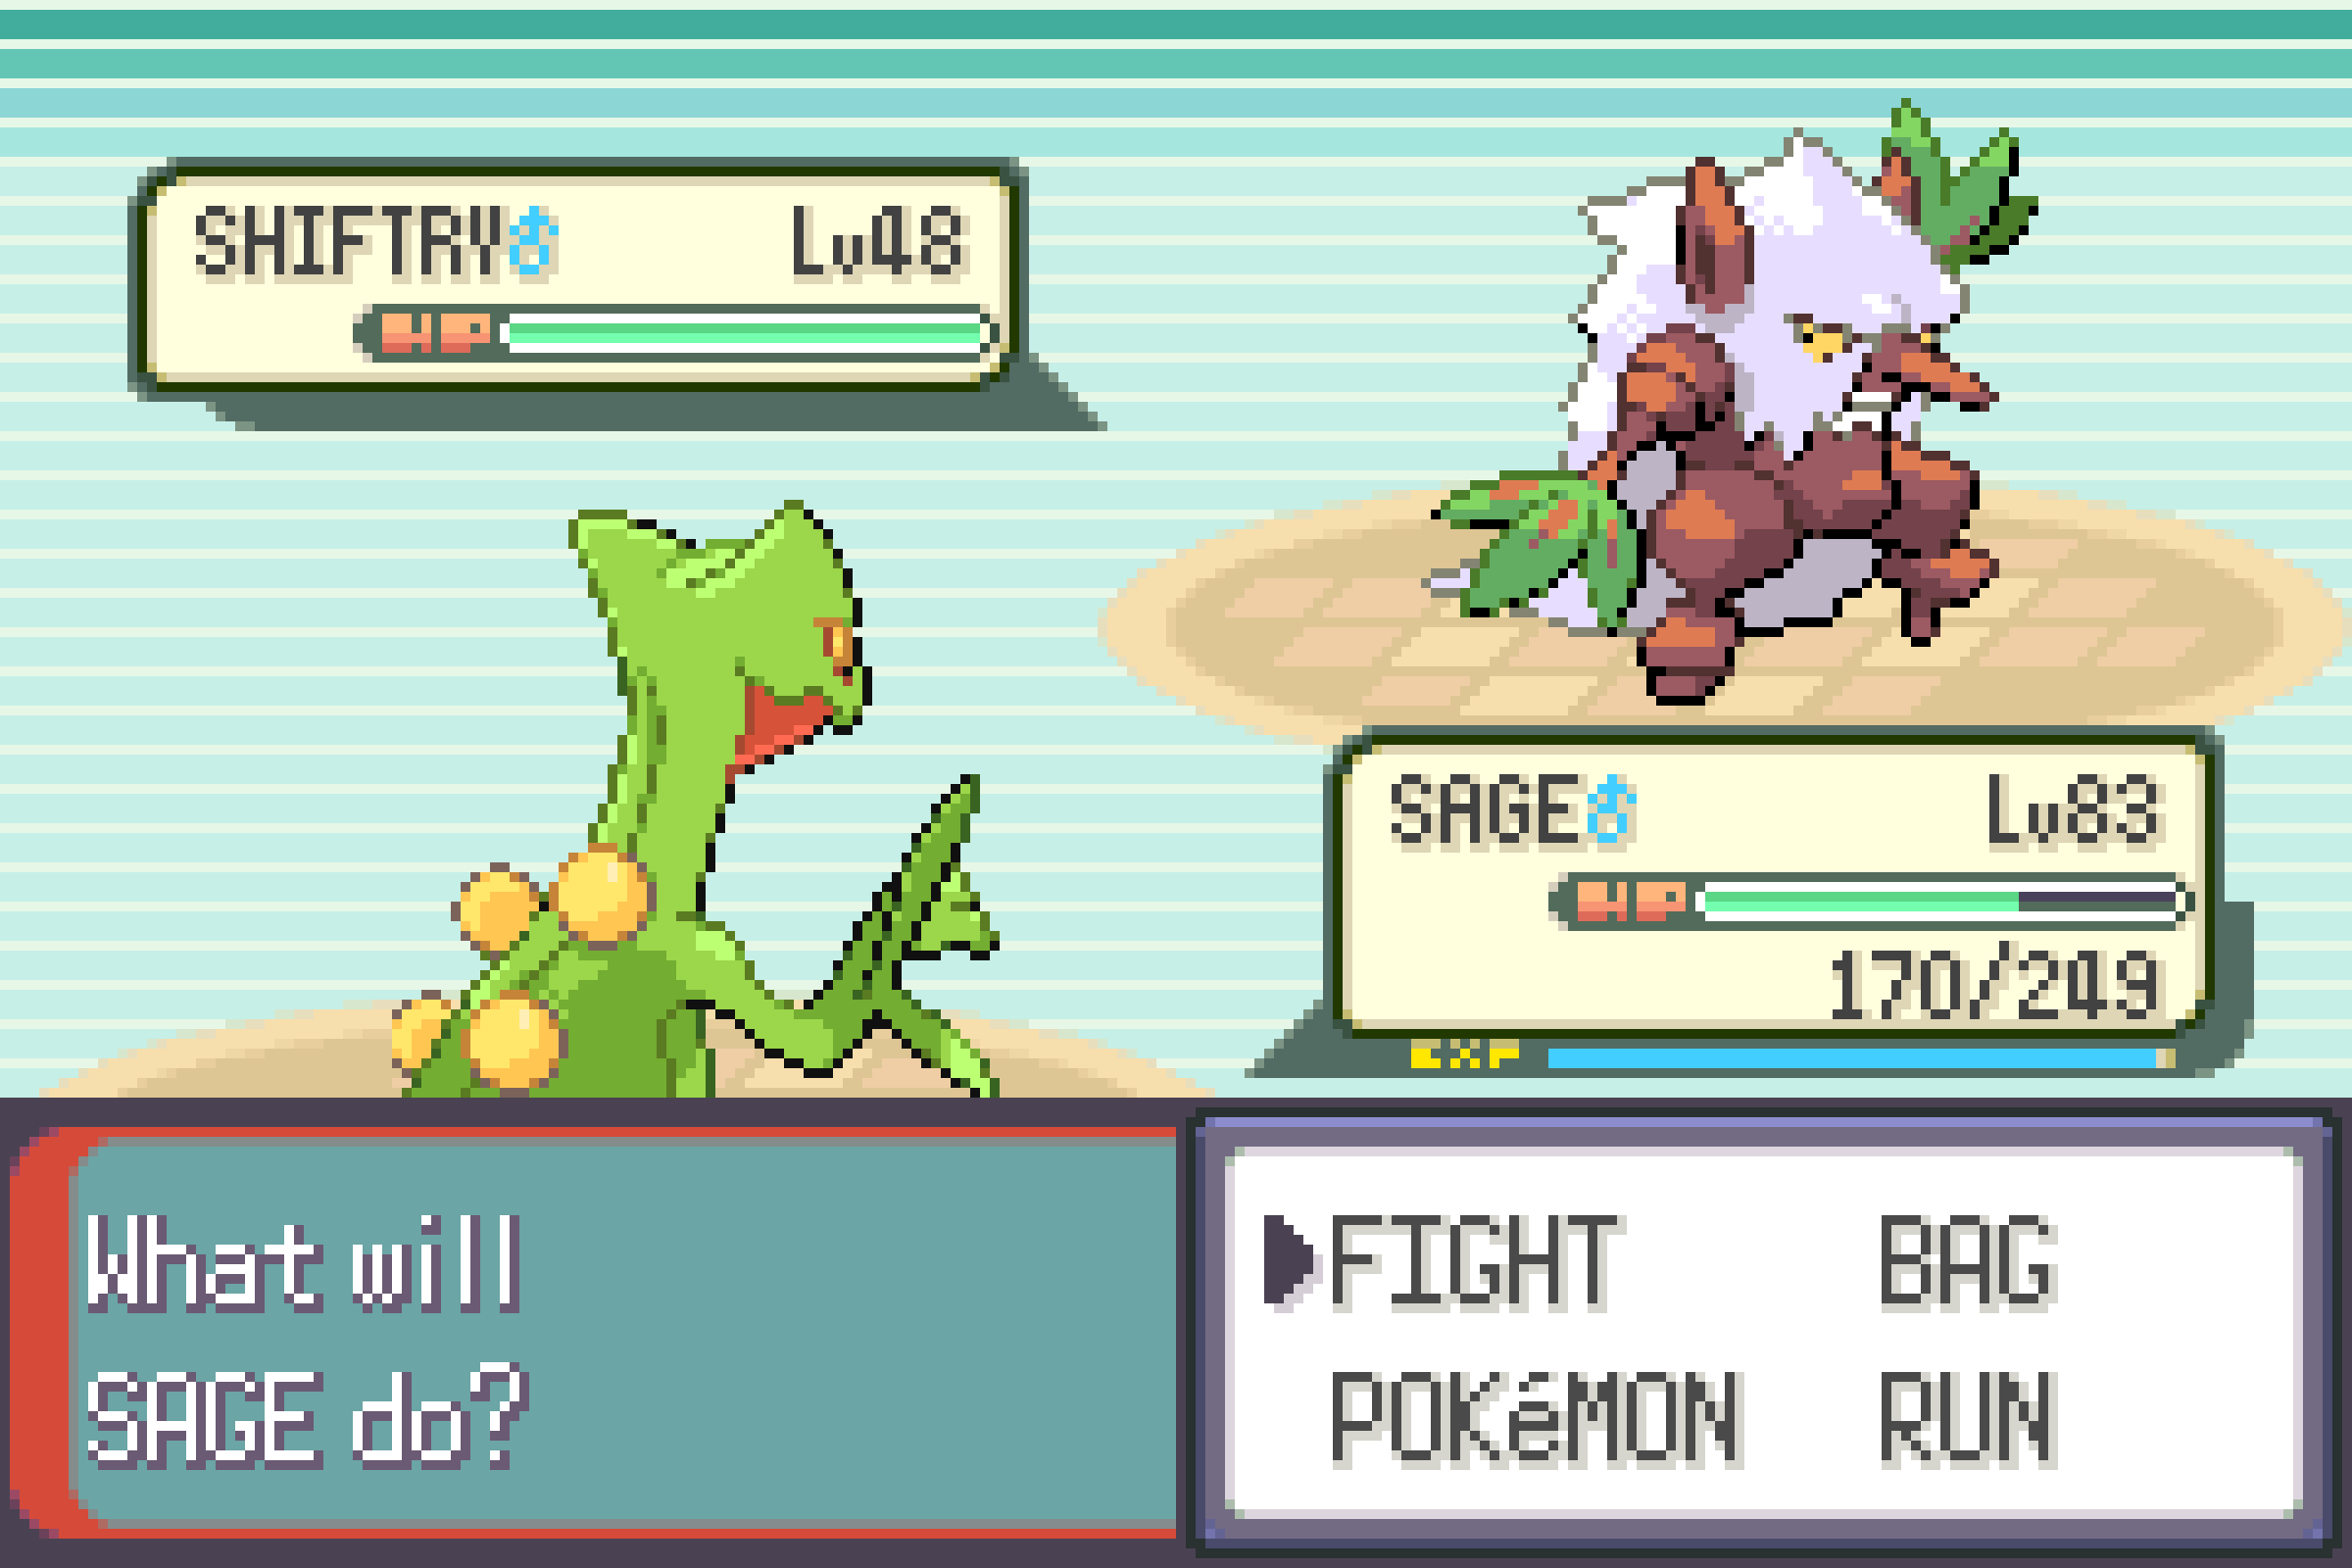 SHIFTRY♂ Lv48
HP
SAGE♂ Lv83
HP
170/249
EXP
What will
SAGE do?
FIGHT BAG
POKéMON RUN